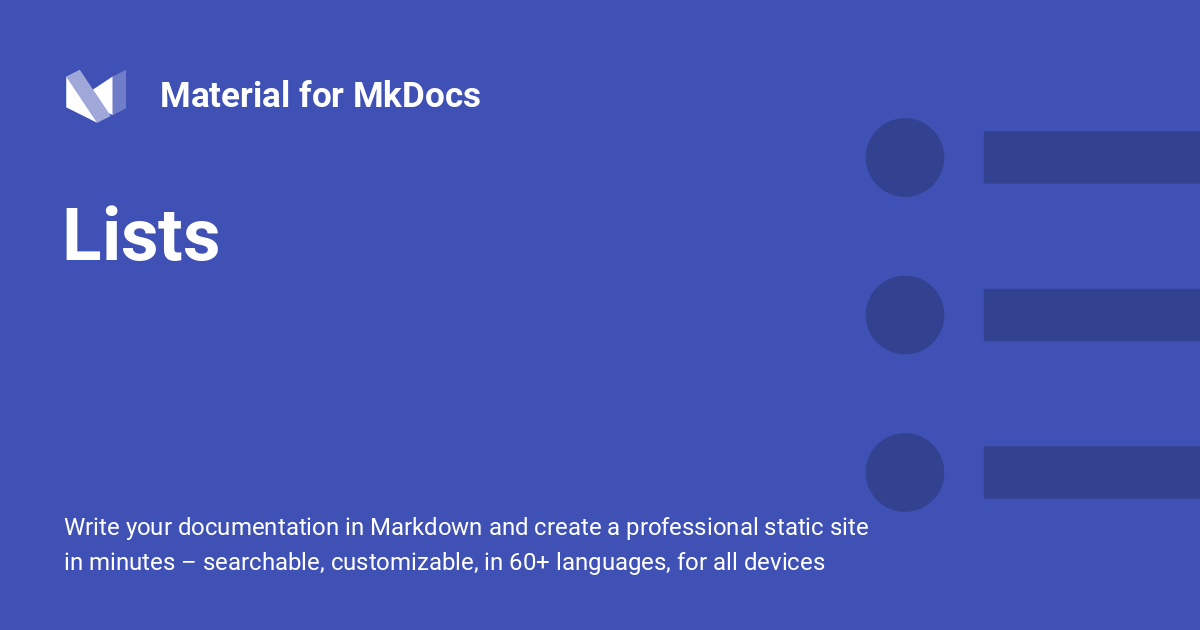 Material for MkDocs
Lists
Write your documentation in Markdown and create a professional static site
in minutes – searchable, customizable, in 60+ languages, for all devices